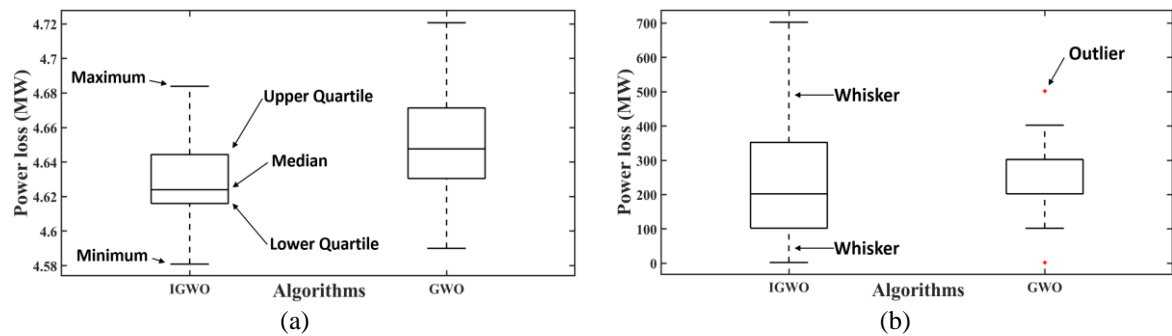 4.72
4.7
4.68
4.66
4.64
4.62
4.6
4.58
Power loss (MW)
Maximum
Upper Quartile
Median
Lower Quartile
Minimum
IGWO
Algorithms
GWO
(a)
700
600
500
400
300
200
100
0
Power loss (MW)
Whisker
Outlier
Whisker
IGWO
Algorithms
GWO
(b)